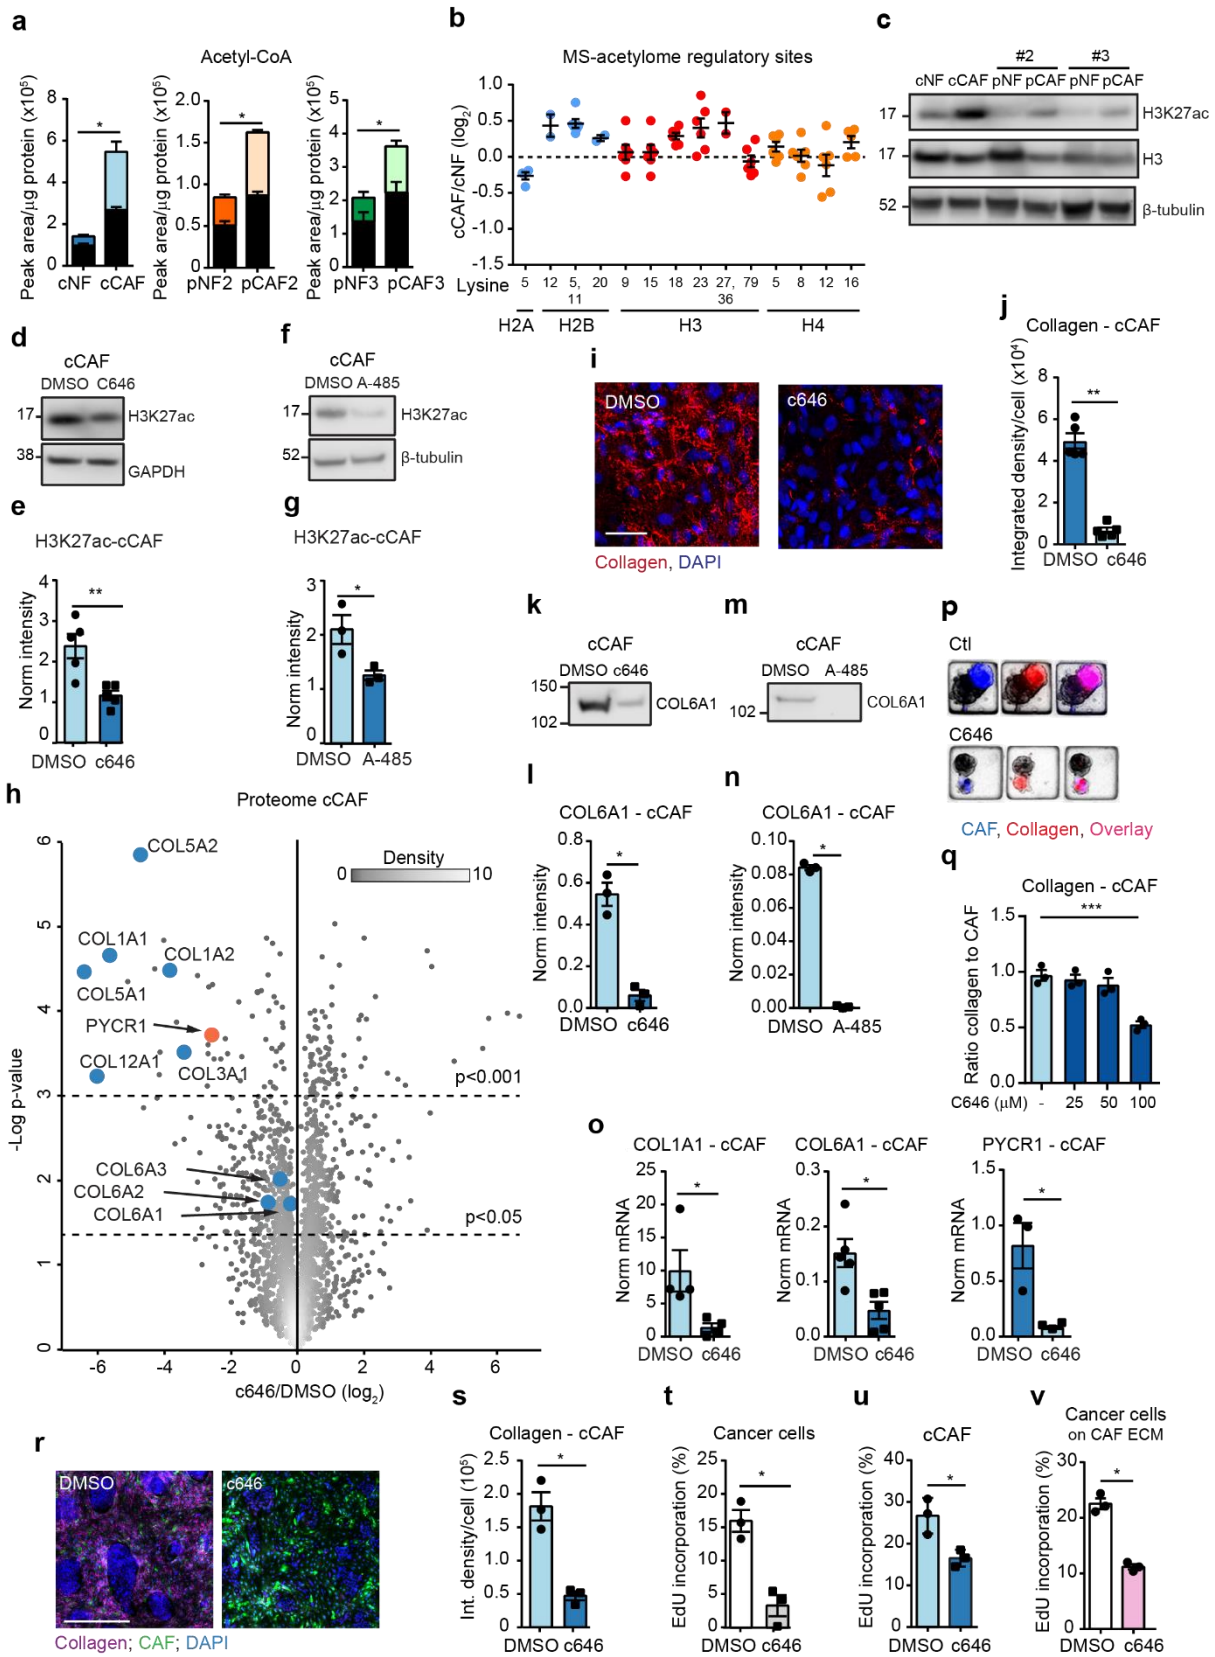 a
Acetyl-CoA
Peak area/µg protein (x10⁵)
8
6
4
2
0
*
cNF cCAF
Peak area/µg protein (x10⁵)
2.0
1.5
1.0
0.5
0
*
pNF2 pCAF2
Peak area/µg protein (x10⁵)
5
4
3
2
1
0
*
pNF3 pCAF3
b
MS-acetylome regulatory sites
cCAF/cNF (log₂)
1.0
0.5
0.0
-0.5
-1.0
-1.5
Lysine 5 12 5, 20 9 15 18 23 27, 79 5 8 12 16
11 36
H2A H2B H3 H4
c
#2 #3
cNF cCAF pNF pCAF pNF pCAF
17 H3K27ac
17 H3
52 β-tubulin
d
cCAF
DMSO C646
17 H3K27ac
38 GAPDH
e
H3K27ac-cCAF
Norm intensity
4
3
2
1
0
**
DMSO c646
f
cCAF
DMSO A-485
17 H3K27ac
52 β-tubulin
g
H3K27ac-cCAF
Norm intensity
3
2
1
0
*
DMSO A-485
h
Proteome cCAF
-Log p-value
6
5
4
3
2
1
0
Density
0 10
COL5A2
COL1A1
COL1A2
COL5A1
PYCR1
COL12A1
COL3A1
p<0.001
COL6A3
COL6A2
COL6A1
p<0.05
-6 -4 -2 0 2 4 6
c646/DMSO (log₂)
i
DMSO
c646
Collagen, DAPI
j
Collagen - cCAF
Integrated density/cell (x10⁴)
8
6
4
2
0
**
DMSO c646
k
cCAF
DMSO c646
150
102
COL6A1
l
COL6A1 - cCAF
Norm intensity
0.8
0.6
0.4
0.2
0.0
*
DMSO c646
m
cCAF
DMSO A-485
102
COL6A1
n
COL6A1 - cCAF
Norm intensity
0.10
0.08
0.06
0.04
0.02
0.00
*
DMSO A-485
o
COL1A1 - cCAF
Norm mRNA
25
20
15
10
5
0
*
DMSO c646
COL6A1 - cCAF
Norm mRNA
0.3
0.2
0.1
0.0
*
DMSO c646
PYCR1 - cCAF
Norm mRNA
1.5
1.0
0.5
0.0
*
DMSO c646
p
Ctl
C646
CAF, Collagen, Overlay
q
Collagen - cCAF
Ratio collagen to CAF
1.5
1.0
0.5
0.0
***
C646 (µM) - 25 50 100
r
DMSO
c646
Collagen; CAF; DAPI
s
Collagen - cCAF
Int. density/cell (10⁵)
2.5
2.0
1.5
1.0
0.5
0
*
DMSO c646
t
Cancer cells
EdU incorporation (%)
25
20
15
10
5
0
*
DMSO c646
u
cCAF
EdU incorporation (%)
40
30
20
10
0
*
DMSO c646
v
Cancer cells
on CAF ECM
EdU incorporation (%)
30
20
10
0
*
DMSO c646